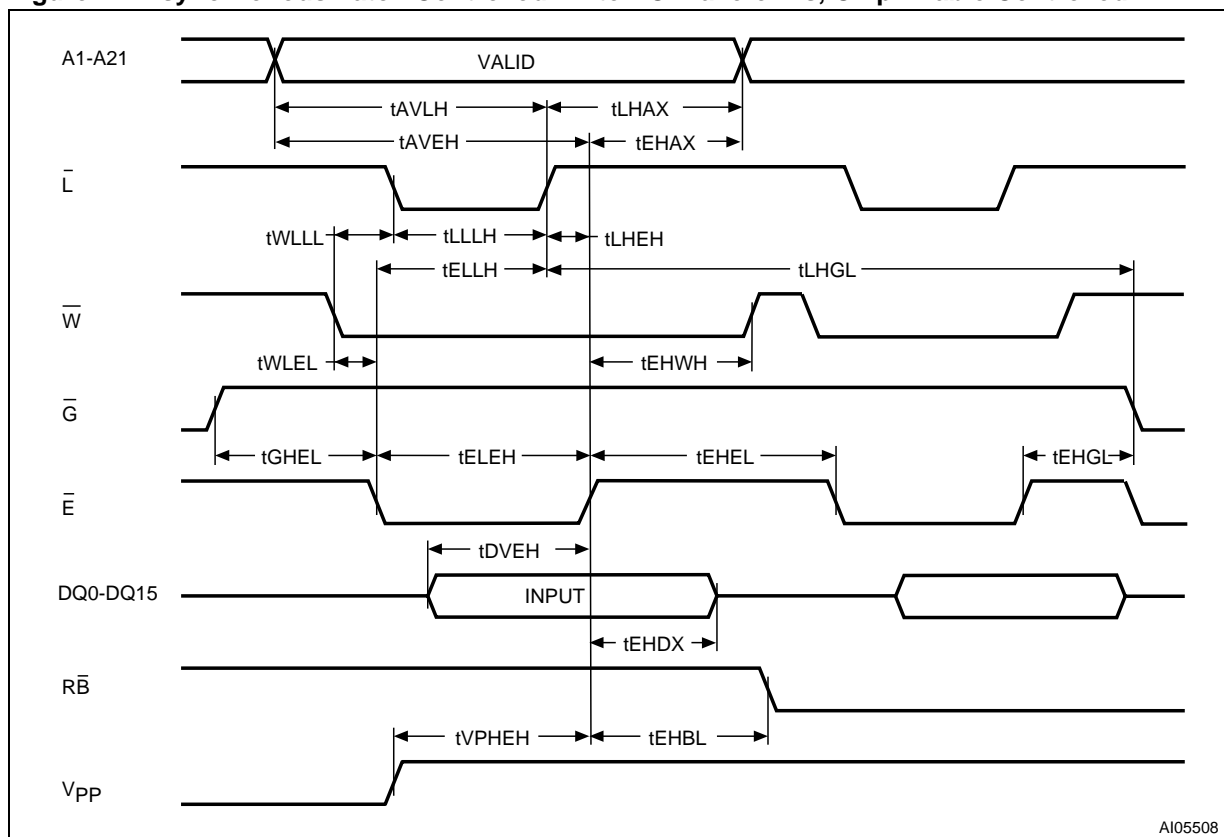 A1-A21
VALID
tAVLH
tLHAX
tAVEH
tEHAX
L̅
tWLLL
tLLLH
tLHEH
tELLH
tLHGL
W̅
tWLEL
tEHWH
G̅
tGHEL
tELEH
tEHEL
tEHGL
E̅
tDVEH
DQ0-DQ15
INPUT
tEHDX
RB̅
tVPHEH
tEHBL
VPP
AI05508